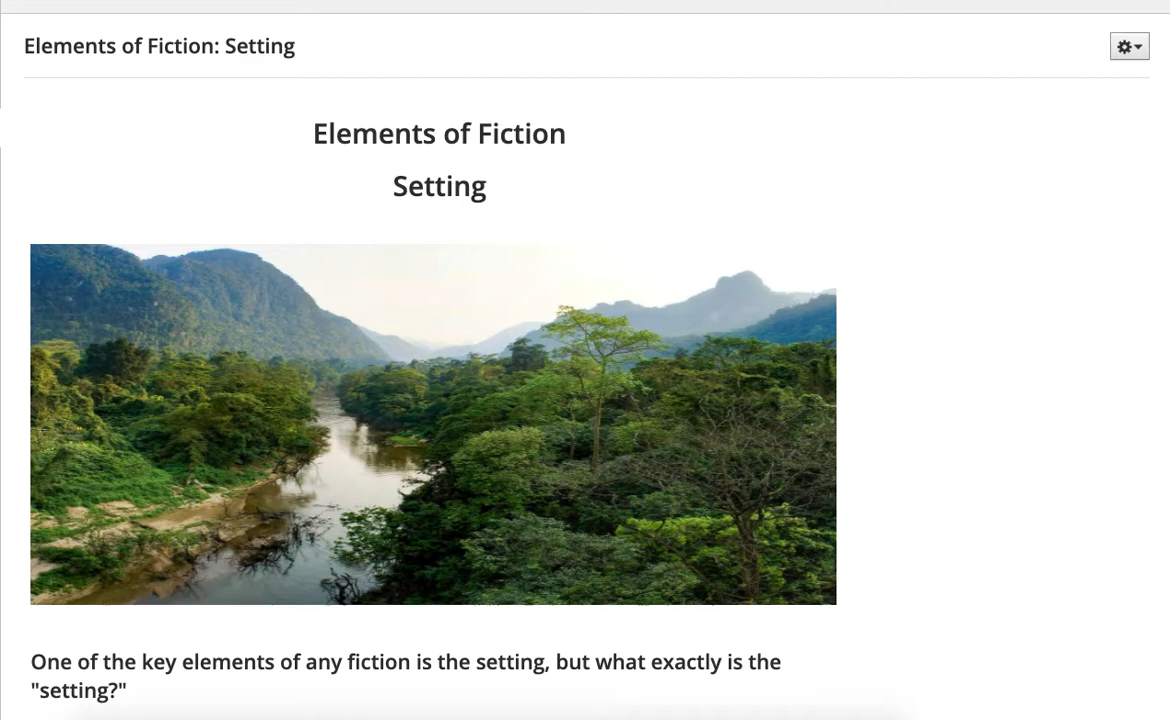 Elements of Fiction: Setting
Elements of Fiction
Setting
One of the key elements of any fiction is the setting, but what exactly is the
"setting?"